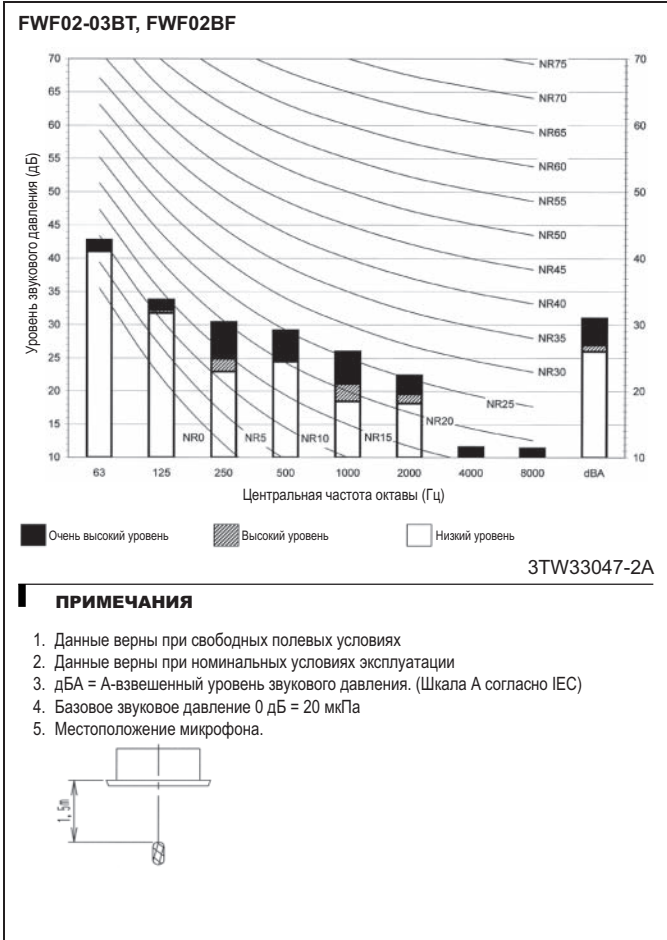 FWF02-03BT, FWF02BF
Уровень звукового давления (дБ)
70
65
60
55
50
45
40
35
30
25
20
15
10
70
60
50
40
30
20
10
NR75
NR70
NR65
NR60
NR55
NR50
NR45
NR40
NR35
NR30
NR25
NR20
NR0 NR5 NR10 NR15
63 125 250 500 1000 2000 4000 8000 dBA
Центральная частота октавы (Гц)
Очень высокий уровень Высокий уровень Низкий уровень
3TW33047-2A
ПРИМЕЧАНИЯ
1. Данные верны при свободных полевых условиях
2. Данные верны при номинальных условиях эксплуатации
3. дБА = А-взвешенный уровень звукового давления. (Шкала А согласно IEC)
4. Базовое звуковое давление 0 дБ = 20 мкПа
5. Местоположение микрофона.
1,5m